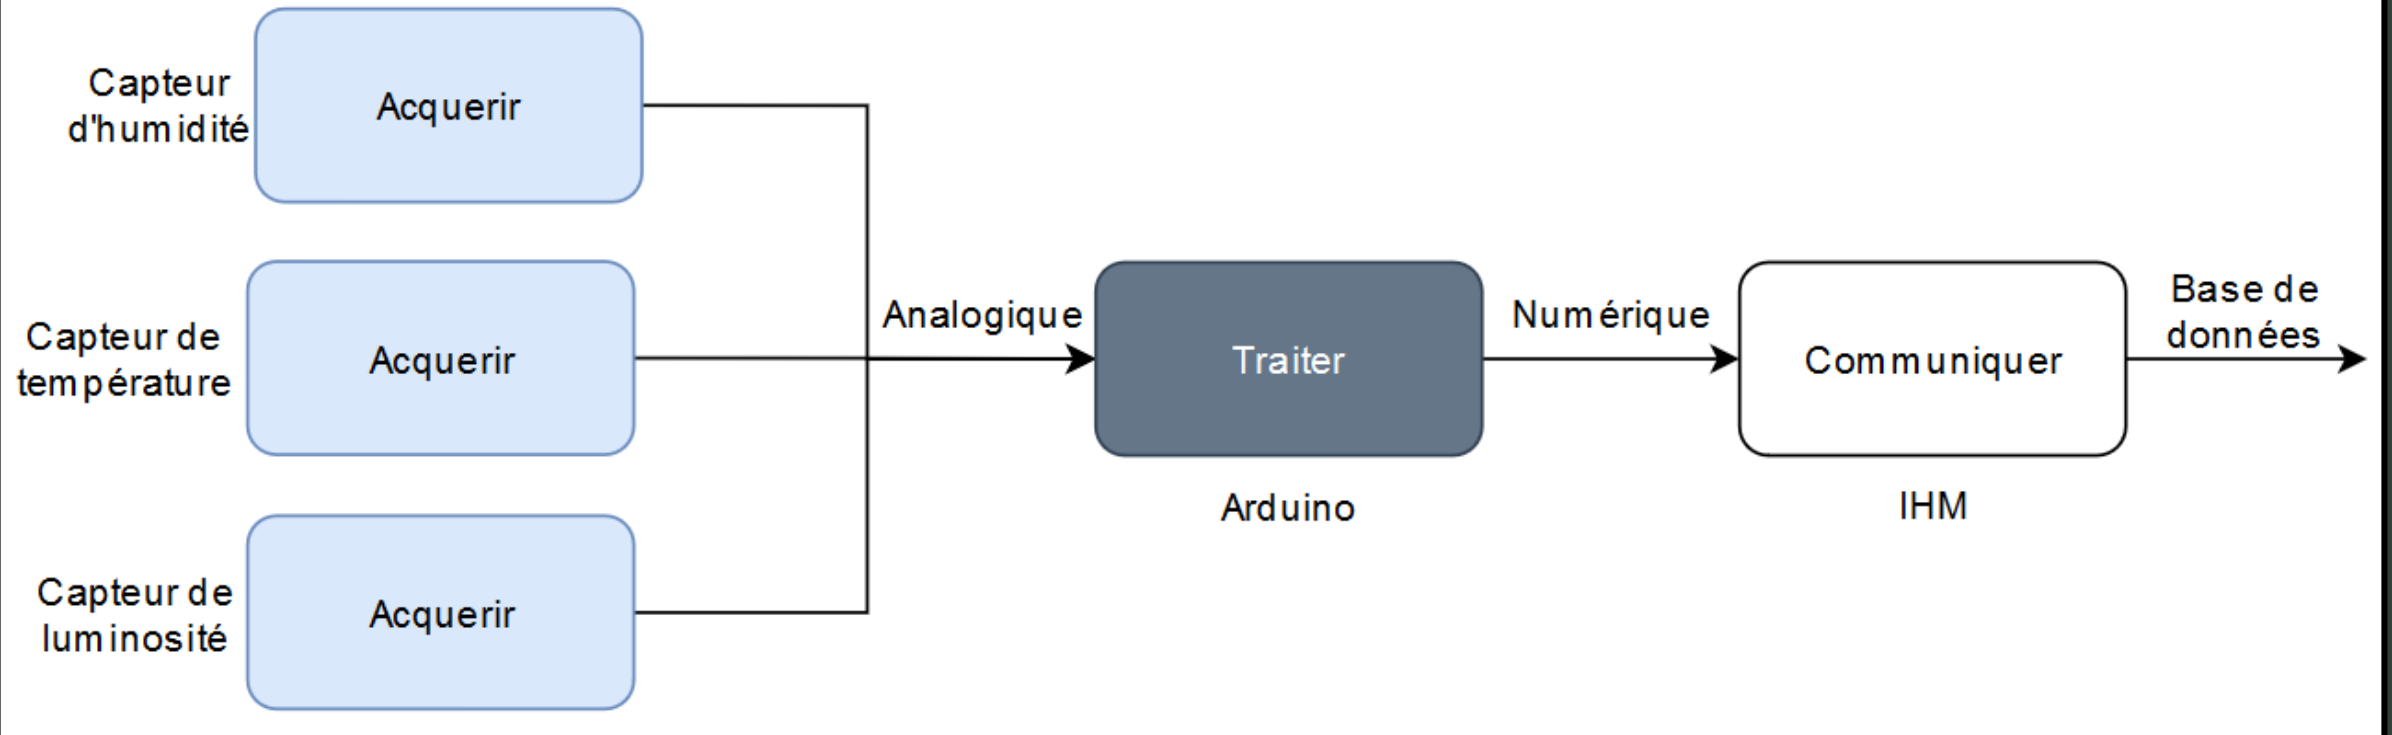 Capteur
d'humidité
Acquerir
Capteur de
température
Acquerir
Capteur de
luminosité
Acquerir
Analogique
Traiter
Arduino
Numérique
Communiquer
IHM
Base de
données